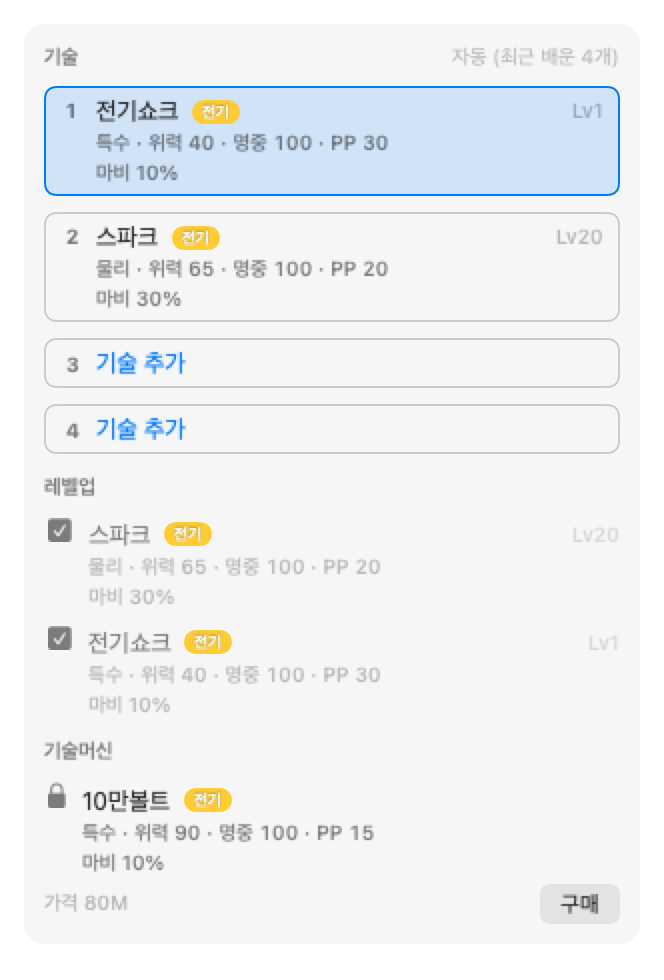 기술 자동 (최근 배운 4개)
1 전기쇼크 전기 Lv1
특수 · 위력 40 · 명중 100 · PP 30
마비 10%
2 스파크 전기 Lv20
물리 · 위력 65 · 명중 100 · PP 20
마비 30%
3 기술 추가
4 기술 추가
레벨업
스파크 전기 Lv20
물리 · 위력 65 · 명중 100 · PP 20
마비 30%
전기쇼크 전기 Lv1
특수 · 위력 40 · 명중 100 · PP 30
마비 10%
기술머신
10만볼트 전기
특수 · 위력 90 · 명중 100 · PP 15
마비 10%
가격 80M 구매